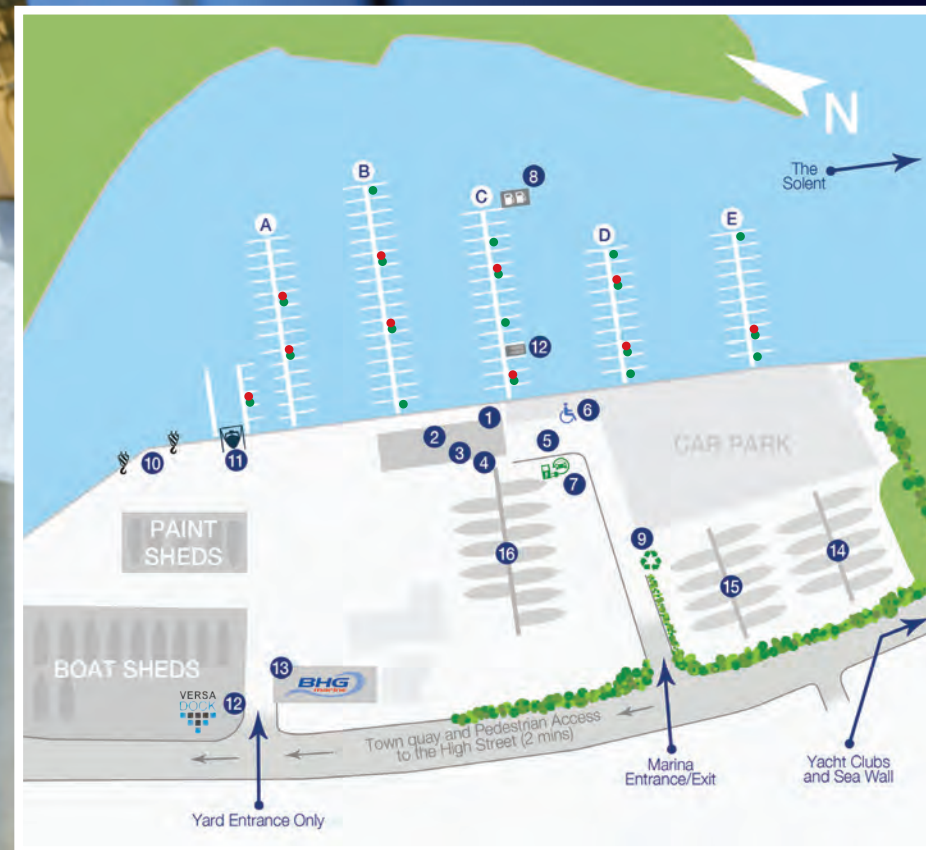 N
The
Solent
A
B
C
D
E
8
12
1
2
3
4
5
6
7
10
11
CAR PARK
PAINT
SHEDS
9
16
15
14
BOAT SHEDS
13
BHG
marine
VERSA
DOCK
12
Town quay and Pedestrian Access
to the High Street (2 mins)
Marina
Entrance/Exit
Yacht Clubs
and Sea Wall
Yard Entrance Only